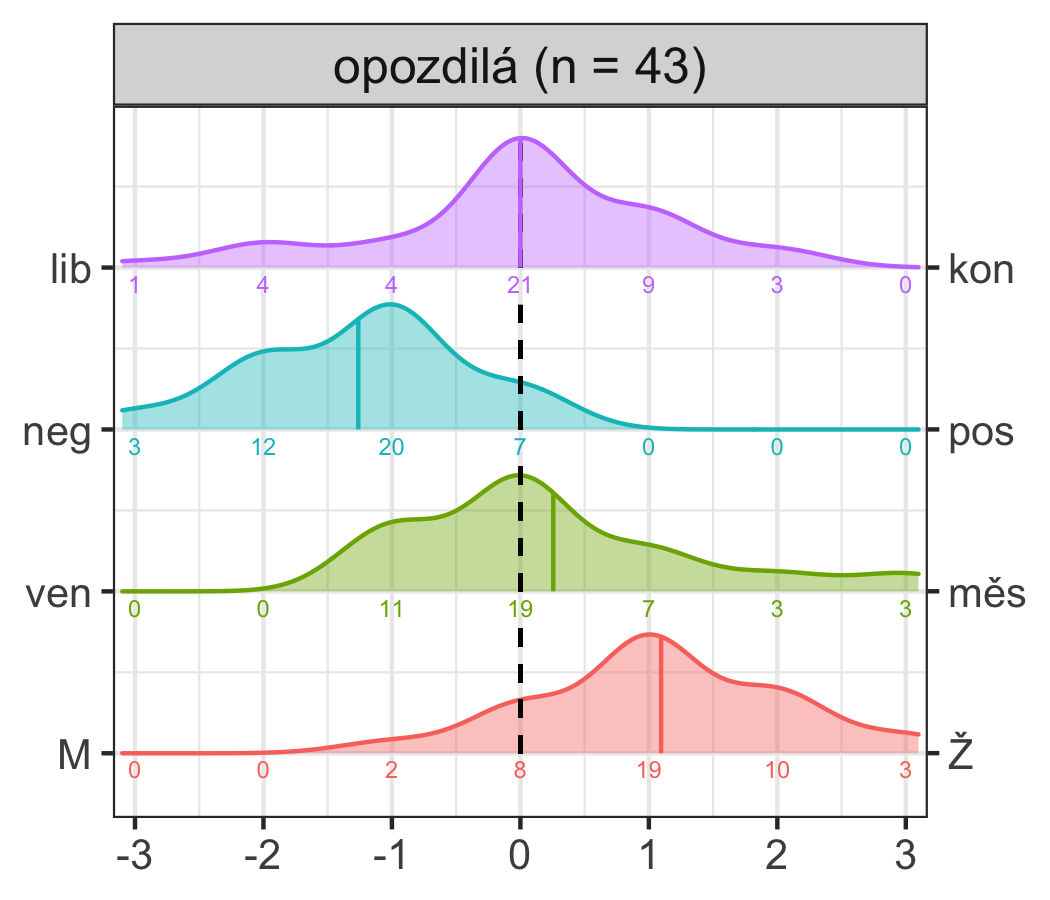 opozdilá (n = 43)
lib kon
1 4 4 21 9 3 0
neg pos
3 12 20 7 0 0 0
ven měs
0 0 11 19 7 3 3
M Ž
0 0 2 8 19 10 3
-3 -2 -1 0 1 2 3